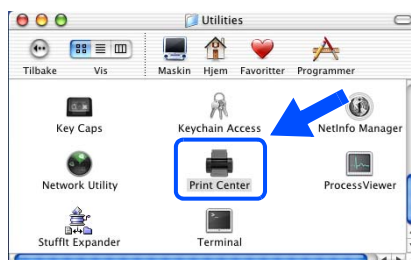 Utilities
Tilbake Vis Maskin Hjem Favoritter Programmer
Key Caps Keychain Access NetInfo Manager
Network Utility Print Center ProcessViewer
StuffIt Expander Terminal